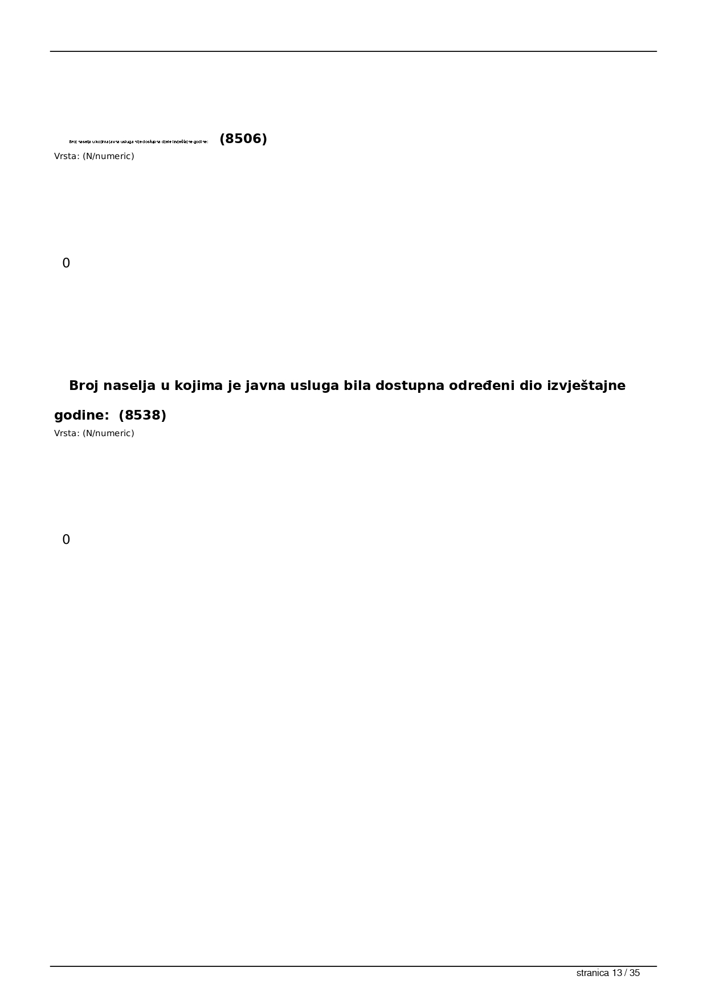 Broj naselja u kojima javna usluga nije dostupna cijele izvještajne godine: (8506)
Vrsta: (N/numeric)
0
Broj naselja u kojima je javna usluga bila dostupna određeni dio izvještajne
godine: (8538)
Vrsta: (N/numeric)
0
stranica 13 / 35